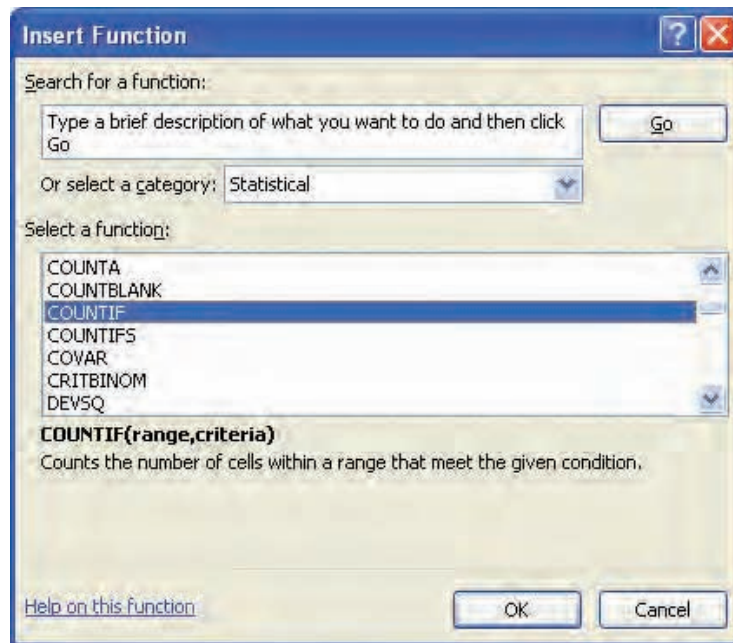 Insert Function
Search for a function:
Type a brief description of what you want to do and then click
Go
Go
Or select a category: Statistical
Select a function:
COUNTA
COUNTBLANK
COUNTIF
COUNTIFS
COVAR
CRITBINOM
DEVSQ
COUNTIF(range,criteria)
Counts the number of cells within a range that meet the given condition.
Help on this function
OK
Cancel